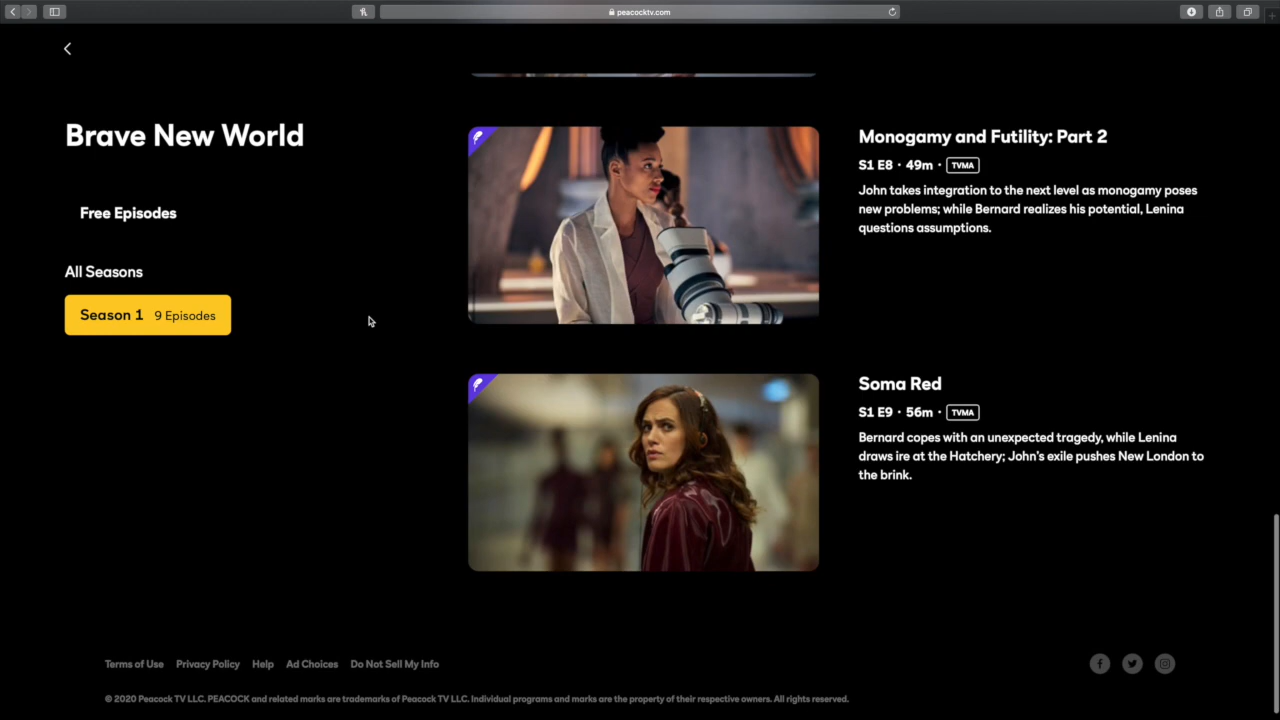 peacocktv.com
Brave New World
Free Episodes
All Seasons
Season 1 9 Episodes
Monogamy and Futility: Part 2
S1 E8 · 49m · TVMA
John takes integration to the next level as monogamy poses
new problems; while Bernard realizes his potential, Lenina
questions assumptions.
Soma Red
S1 E9 · 56m · TVMA
Bernard copes with an unexpected tragedy, while Lenina
draws ire at the Hatchery; John's exile pushes New London to
the brink.
Terms of Use Privacy Policy Help Ad Choices Do Not Sell My Info
© 2020 Peacock TV LLC. PEACOCK and related marks are trademarks of Peacock TV LLC. Individual programs and marks are the property of their respective owners. All rights reserved.